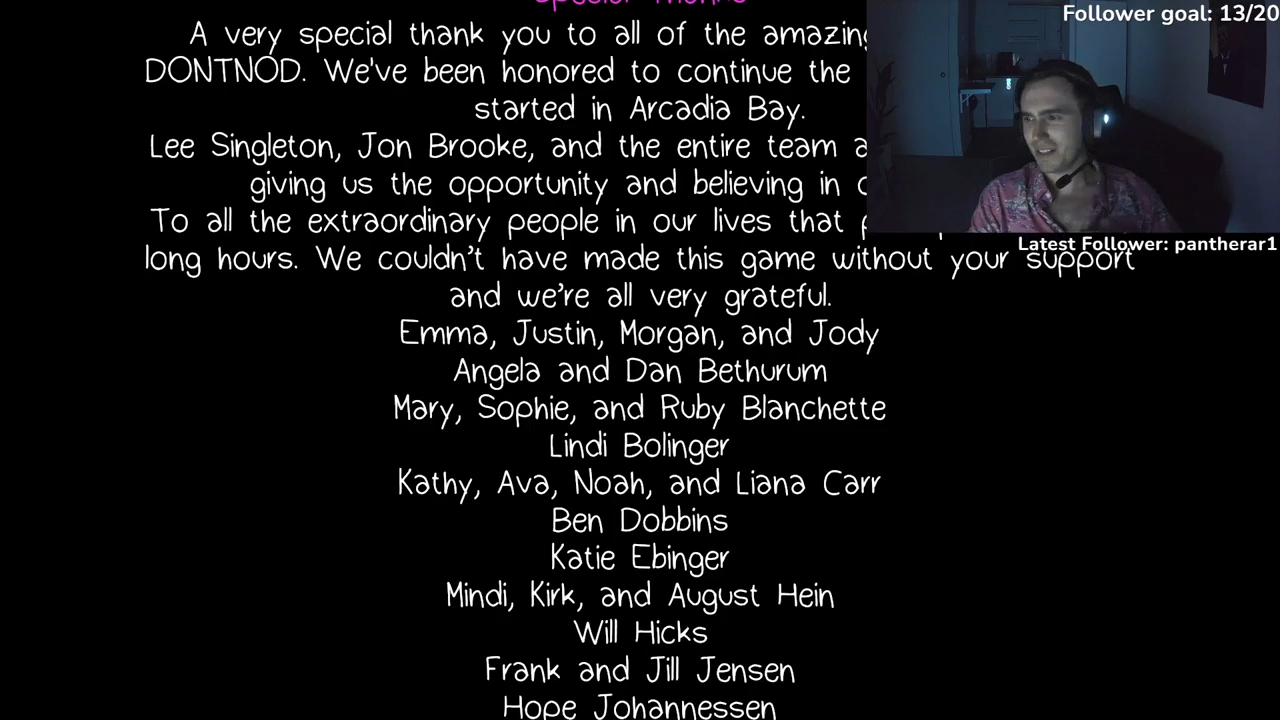 Special Thanks
Follower goal: 13/20
A very special thank you to all of the amazing
DONTNOD. We've been honored to continue the
started in Arcadia Bay.
Lee Singleton, Jon Brooke, and the entire team
giving us the opportunity and believing in
To all the extraordinary people in our lives that
Latest Follower: pantherar1
long hours. We couldn't have made this game without your support
and we're all very grateful.
Emma, Justin, Morgan, and Jody
Angela and Dan Bethurum
Mary, Sophie, and Ruby Blanchette
Lindi Bolinger
Kathy, Ava, Noah, and Liana Carr
Ben Dobbins
Katie Ebinger
Mindi, Kirk, and August Hein
Will Hicks
Frank and Jill Jensen
Hope Johannessen